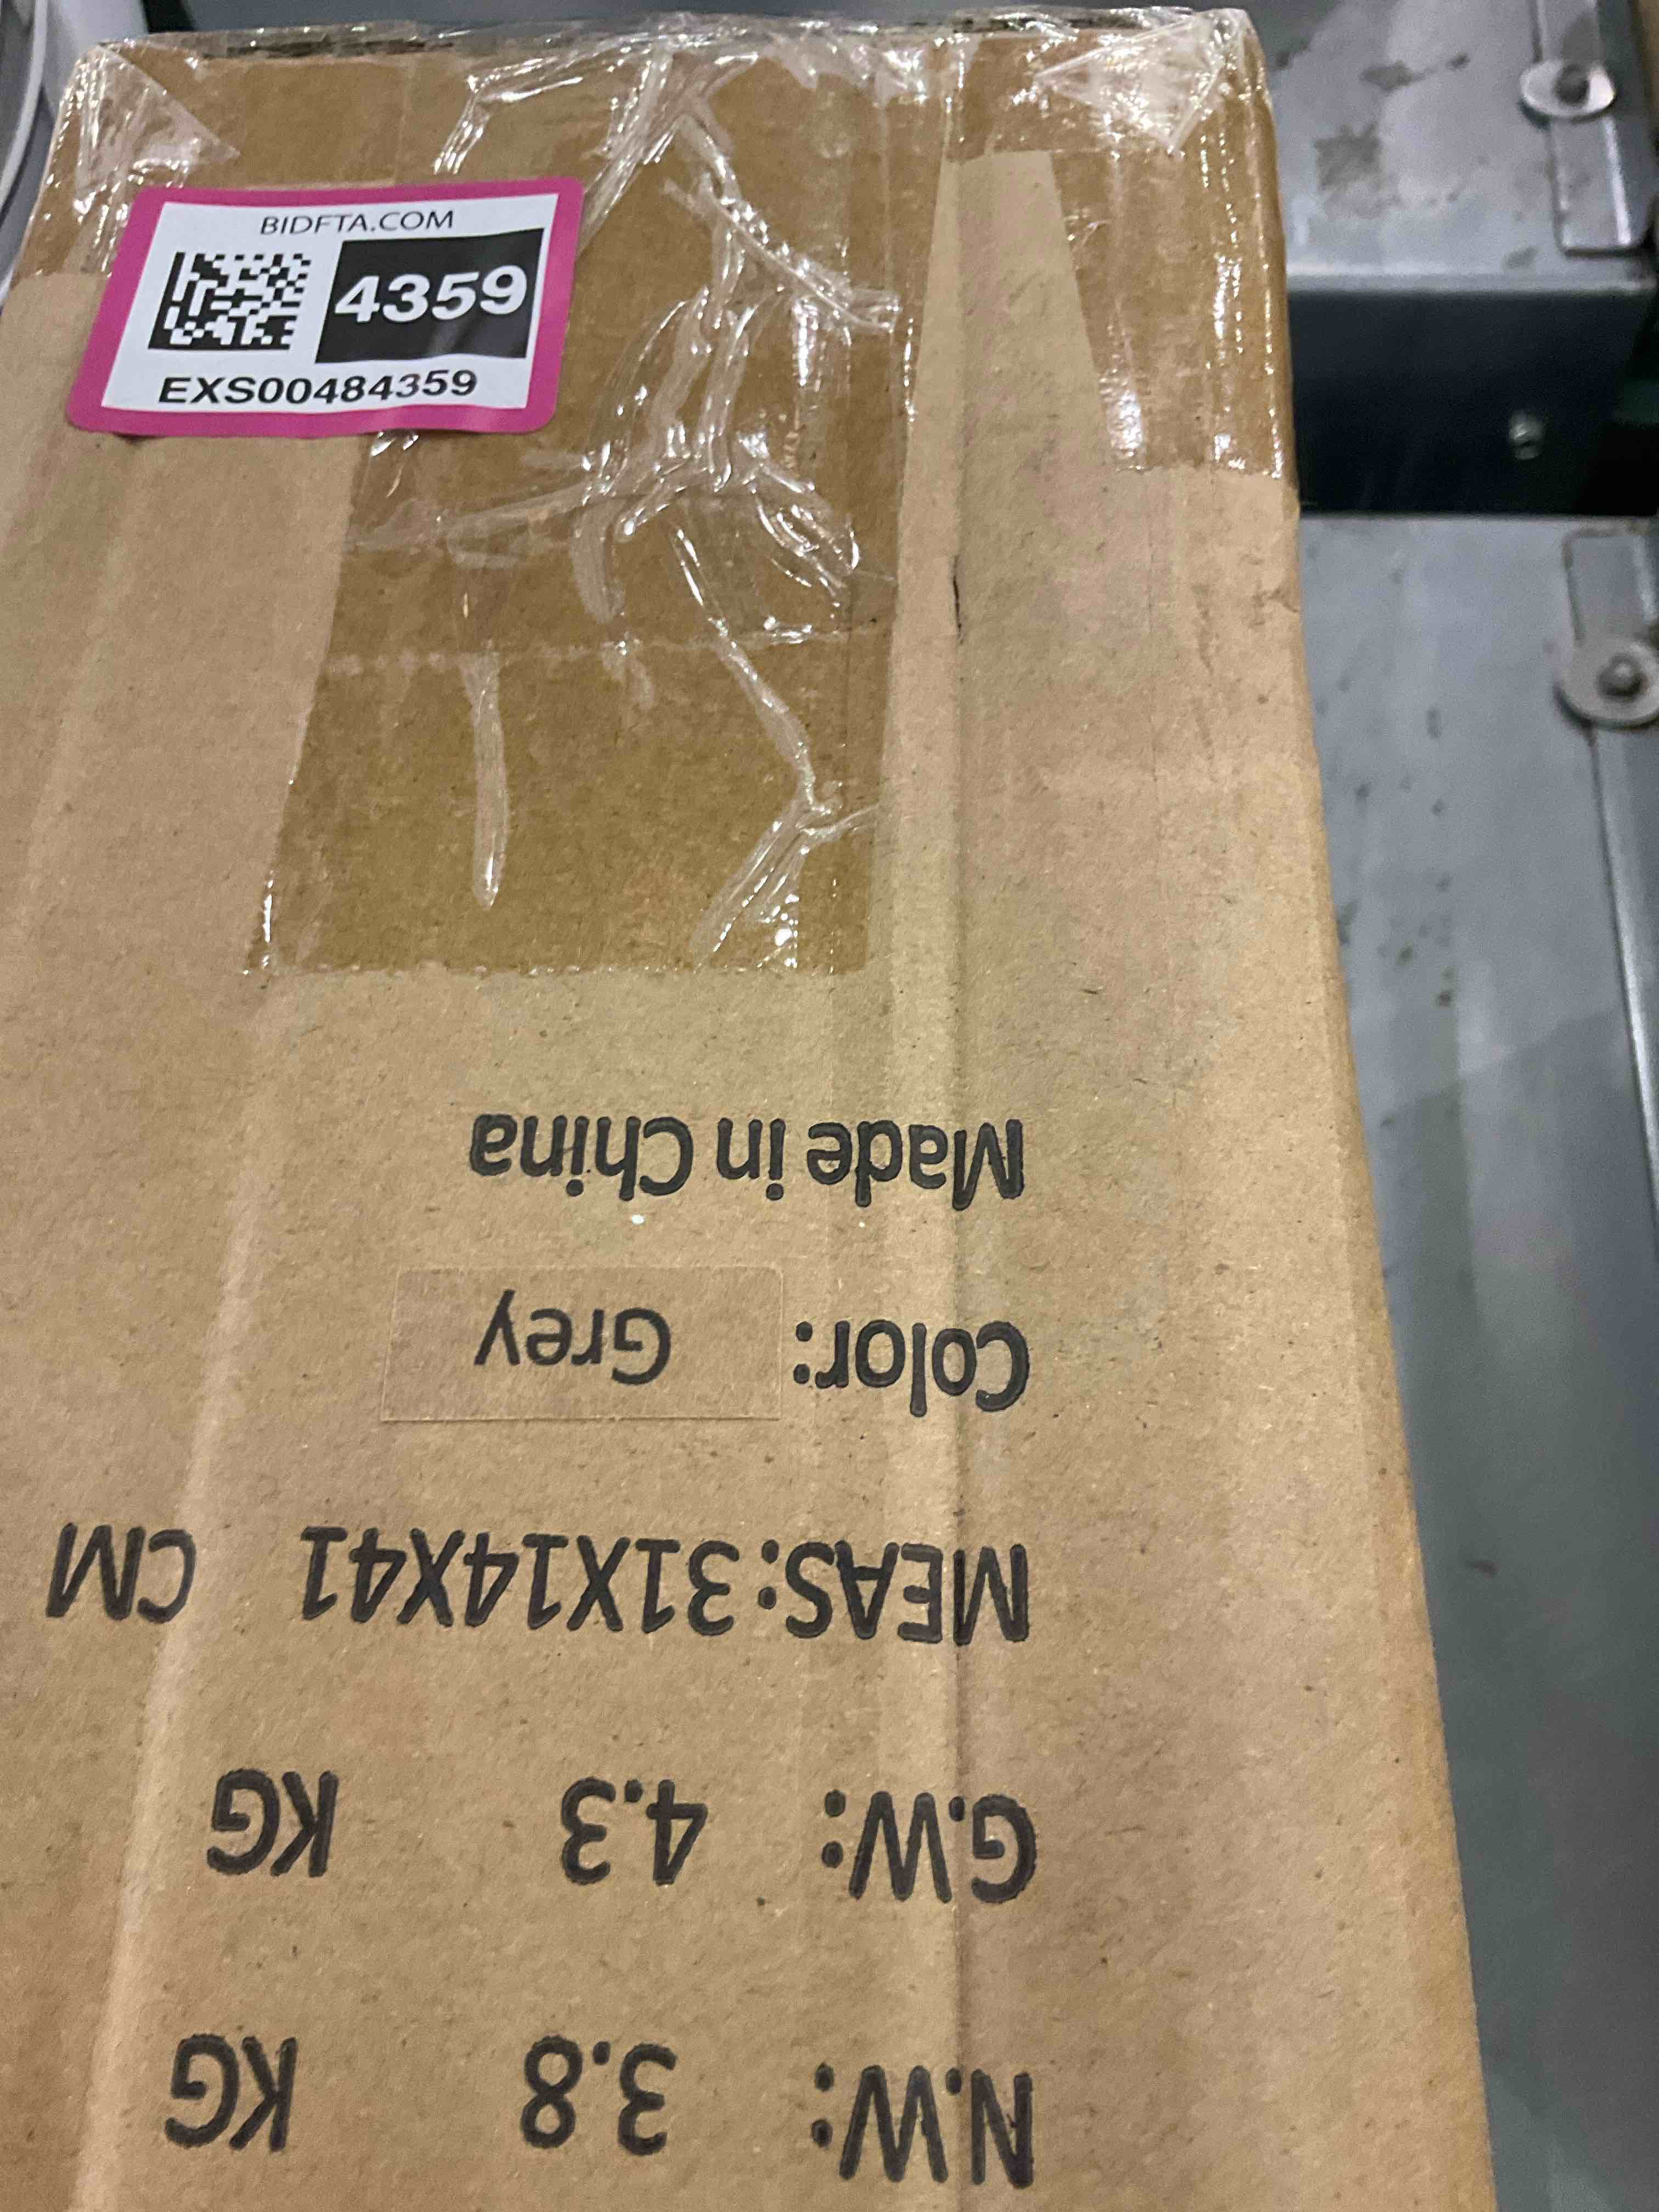 BIDFTA.COM
4359
EXS00484359
N.W: 3.8 KG
G.W: 4.3 KG
MEAS:31X14X41 CM
Color: Grey
Made in China